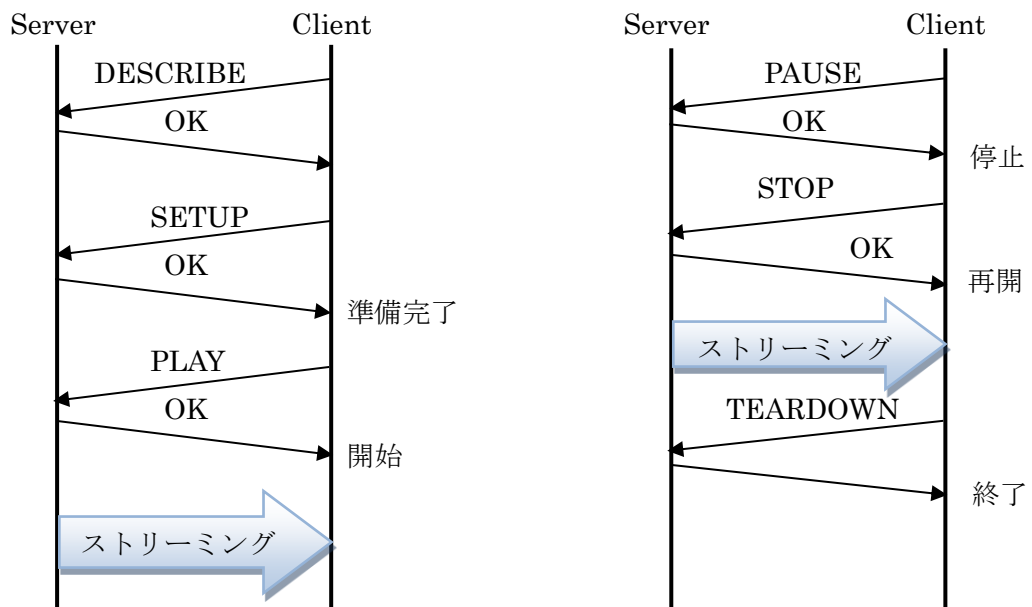 Server Client
DESCRIBE
OK
SETUP
OK
準備完了
PLAY
OK
開始
ストリーミング
Server Client
PAUSE
OK
停止
STOP
OK
再開
ストリーミング
TEARDOWN
終了